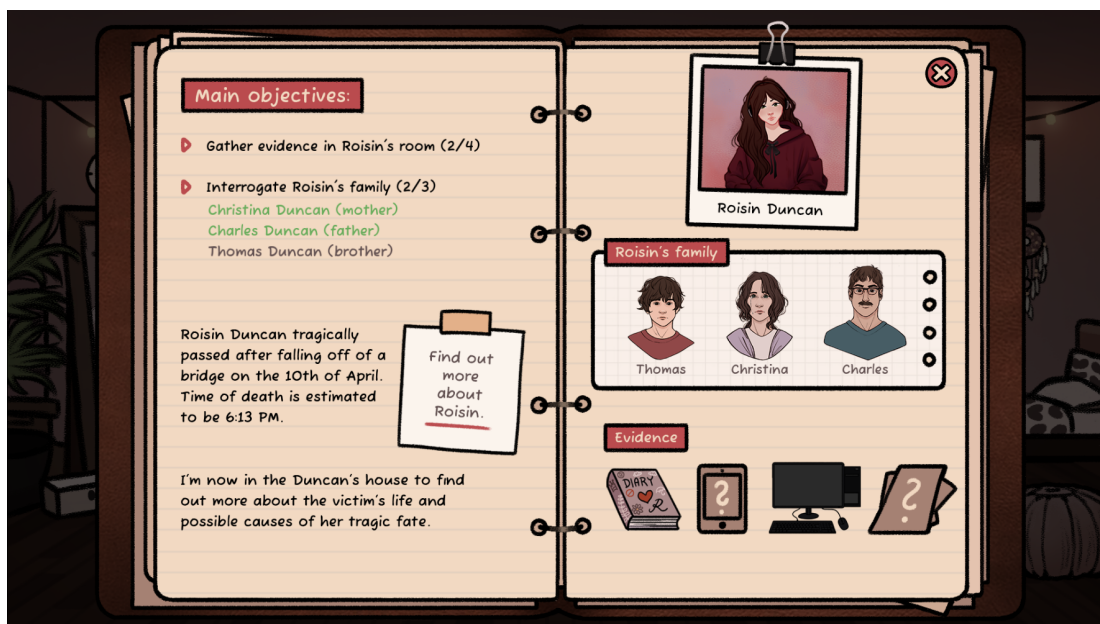 Main objectives:
Gather evidence in Roisin's room (2/4)
Interrogate Roisin's family (2/3)
Christina Duncan (mother)
Charles Duncan (father)
Thomas Duncan (brother)
Roisin Duncan tragically
passed after falling off of a
bridge on the 10th of April.
Time of death is estimated
to be 6:13 PM.
Find out
more
about
Roisin.
I'm now in the Duncan's house to find
out more about the victim's life and
possible causes of her tragic fate.
Roisin Duncan
Roisin's family
Thomas Christina Charles
Evidence
DIARY
R
?
?